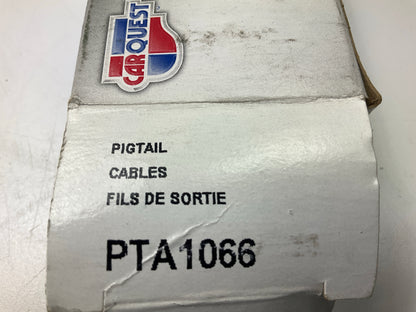 CARQUEST
PIGTAIL
CABLES
FILS DE SORTIE
PTA1066